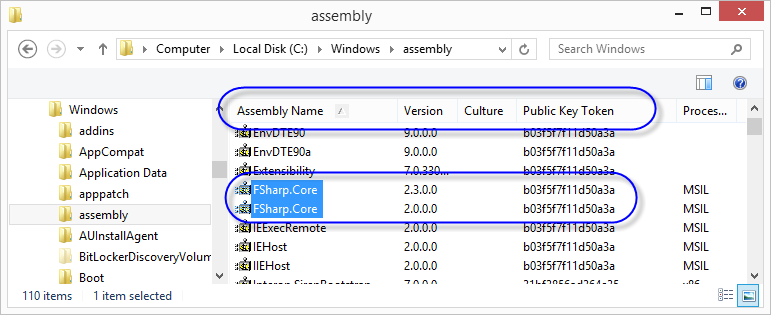 assembly
Computer Local Disk (C:) Windows assembly Search Windows
Windows
addins
AppCompat
Application Data
apppatch
assembly
AUInstallAgent
BitLockerDiscoveryVolum
Boot
Assembly Name Version Culture Public Key Token Proces...
EnvDTE90 9.0.0.0 b03f5f7f11d50a3a
EnvDTE90a 9.0.0.0 b03f5f7f11d50a3a
Extensibility 7.0.330... b03f5f7f11d50a3a
FSharp.Core 2.3.0.0 b03f5f7f11d50a3a MSIL
FSharp.Core 2.0.0.0 b03f5f7f11d50a3a MSIL
IEExecRemote 2.0.0.0 b03f5f7f11d50a3a MSIL
IEHost 2.0.0.0 b03f5f7f11d50a3a MSIL
IIEHost 2.0.0.0 b03f5f7f11d50a3a MSIL
110 items 1 item selected